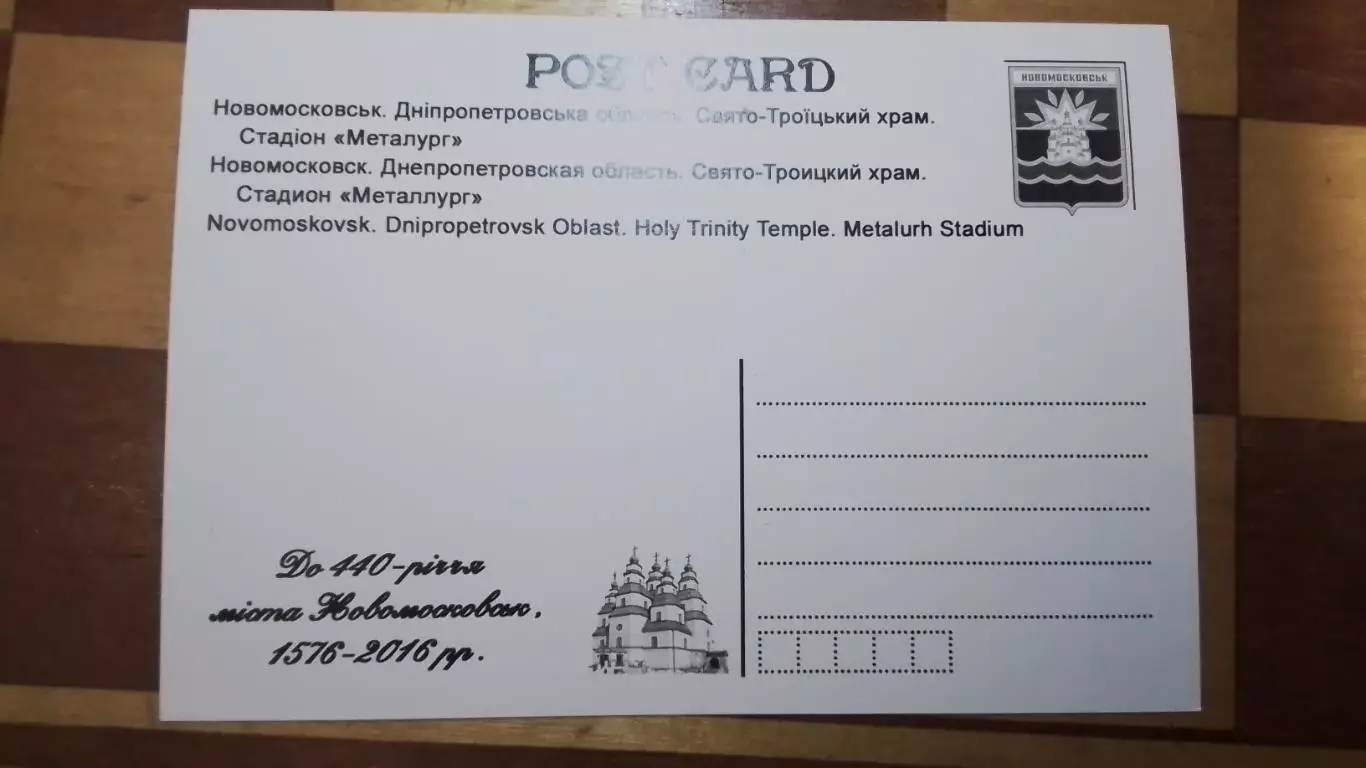 POST CARD
НОВОМОСКОВСЬК
Новомосковськ. Дніпропетровська область. Свято-Троїцький храм.
Стадіон «Металург»
Новомосковск. Днепропетровская область. Свято-Троицкий храм.
Стадион «Металлург»
Novomoskovsk. Dnipropetrovsk Oblast. Holy Trinity Temple. Metalurh Stadium
До 440-річчя
міста Новомосковськ.
1576-2016 рр.